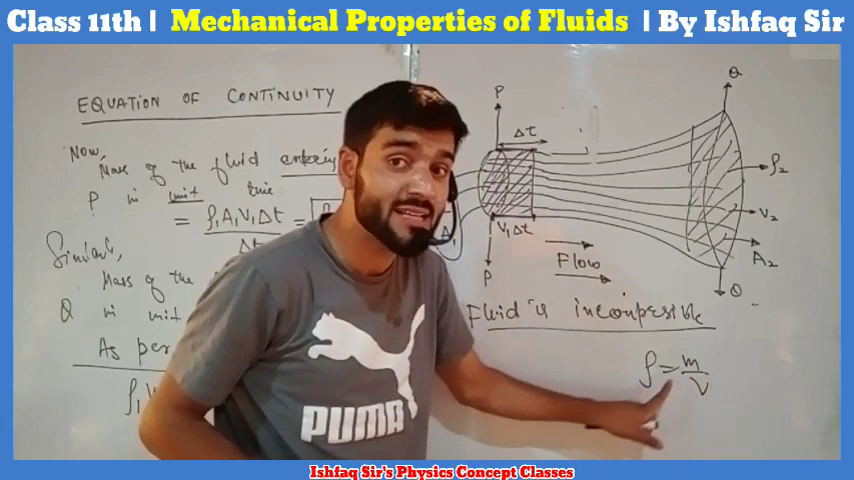 Class 11th | Mechanical Properties of Fluids | By Ishfaq Sir
EQUATION OF CONTINUITY
Now,
Mass of the fluid entering
P in unit time
= ρ₁A₁V₁Δt
Δt
=
Similarly,
Mass of the
Q in unit
As per
ρ₁
P
Δt
V₁Δt
P
A₁
Flow
Q
ρ₂
V₂
A₂
Q
Fluid is incompressible
ρ = m
V
PUMA
Ishfaq Sir's Physics Concept Classes